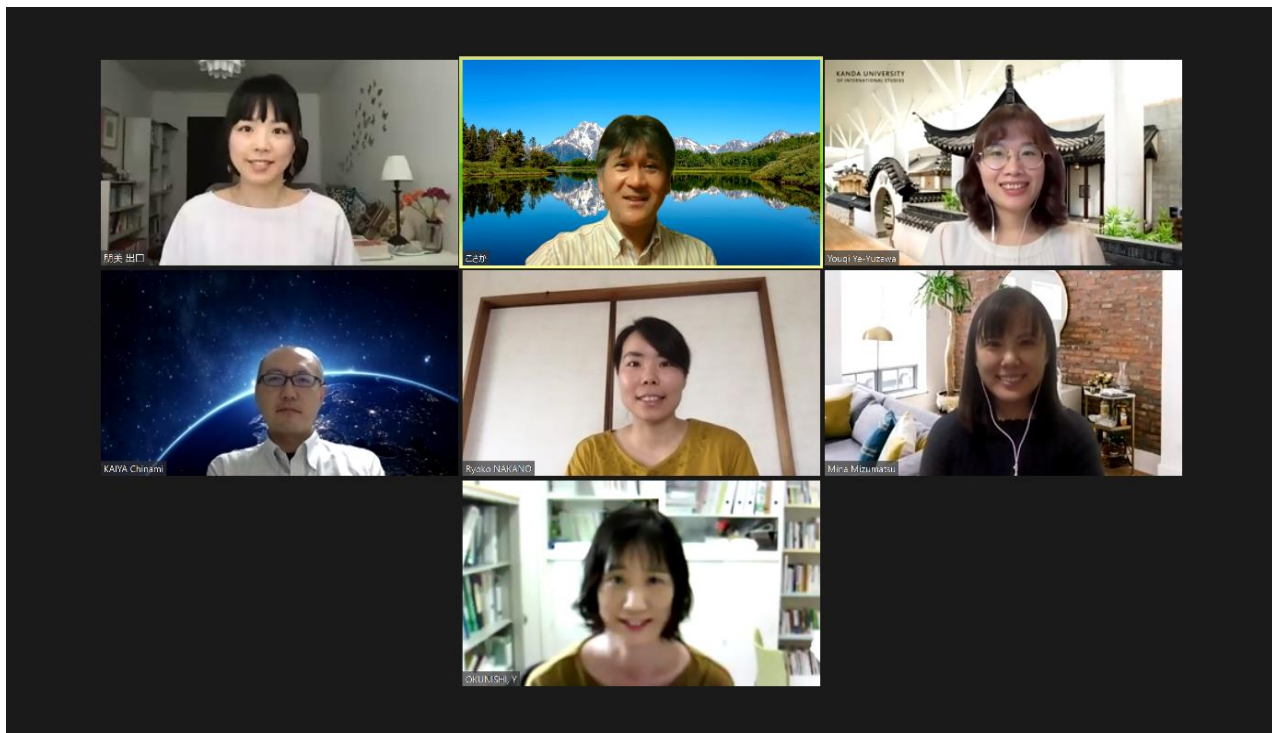 朋美 出口
こさか
KANDA UNIVERSITY
OF INTERNATIONAL STUDIES
Youqi Ye-Yuzawa
KAIYA Chinami
Ryoko NAKANO
Mina Mizumatsu
OKUNISHI, Y